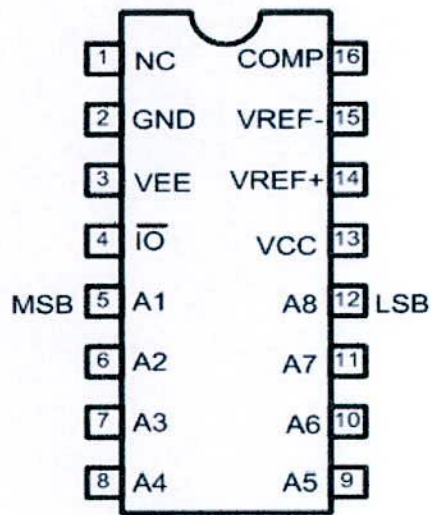 1 NC COMP 16
2 GND VREF- 15
3 VEE VREF+ 14
4 I̅O̅ VCC 13
MSB 5 A1 A8 12 LSB
6 A2 A7 11
7 A3 A6 10
8 A4 A5 9